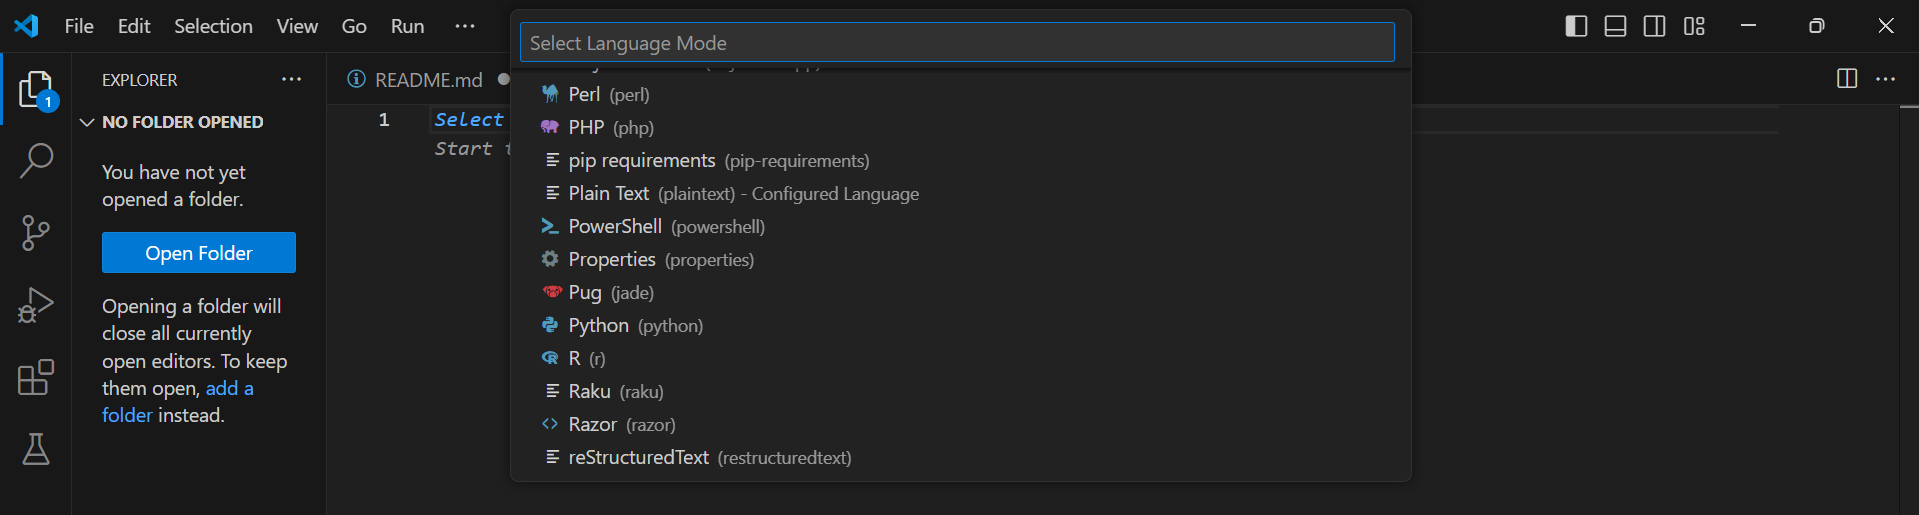 File Edit Selection View Go Run ···
Select Language Mode
EXPLORER ···
NO FOLDER OPENED
You have not yet
opened a folder.
Open Folder
Opening a folder will
close all currently
open editors. To keep
them open, add a
folder instead.
1
README.md
1
Select
Start
Perl (perl)
PHP (php)
pip requirements (pip-requirements)
Plain Text (plaintext) - Configured Language
PowerShell (powershell)
Properties (properties)
Pug (jade)
Python (python)
R (r)
Raku (raku)
Razor (razor)
reStructuredText (restructuredtext)